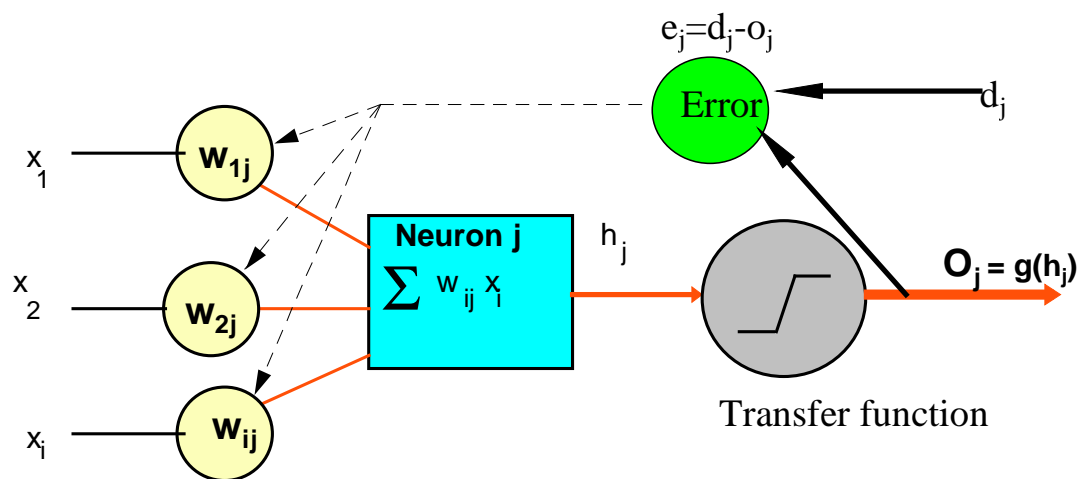 e_j=d_j-o_j
Error
d_j
x_1
w_1j
Neuron j
∑ w_ij x_i
h_j
O_j = g(h_j)
x_2
w_2j
Transfer function
x_i
w_ij